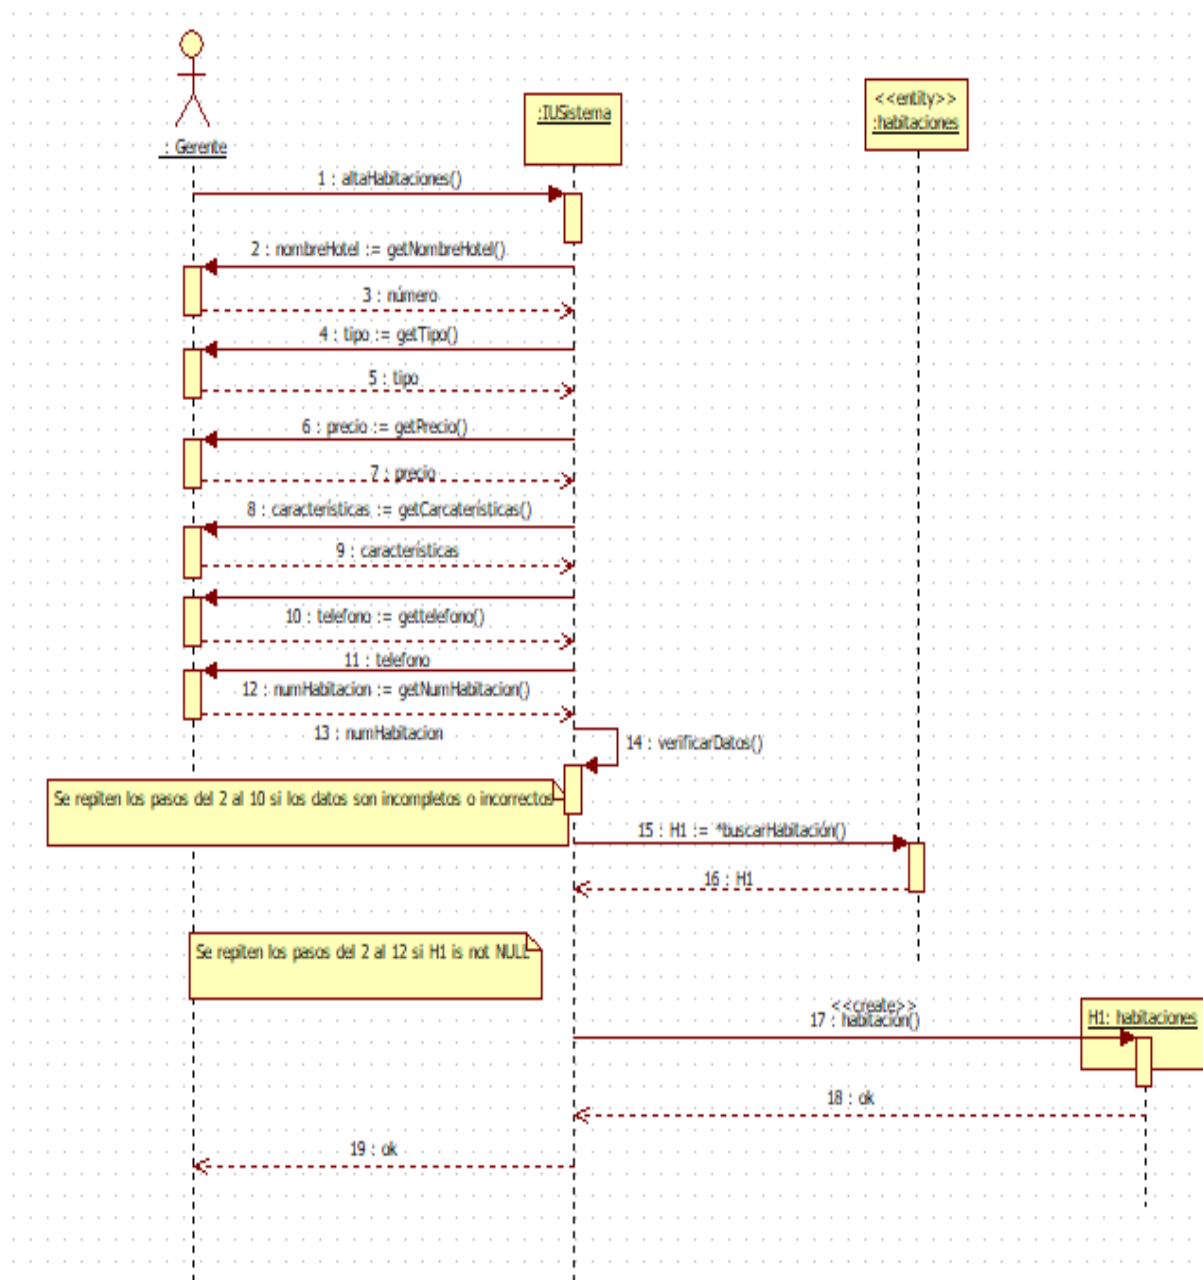 : Gerente
:IUSistema
<<entity>>
:habitaciones
1 : altaHabitaciones()
2 : nombreHotel := getNombreHotel()
3 : número
4 : tipo := getTipo()
5 : tipo
6 : precio := getPrecio()
7 : precio
8 : características := getCarcaterísticas()
9 : características
10 : telefono := gettelefono()
11 : telefono
12 : numHabitacion := getNumHabitacion()
13 : numHabitacion
14 : verificarDatos()
Se repiten los pasos del 2 al 10 si los datos son incompletos o incorrectos
15 : H1 := *buscarHabitación()
16 : H1
Se repiten los pasos del 2 al 12 si H1 is not NULL
<<create>>
17 : habitación()
H1: habitaciones
18 : ok
19 : ok